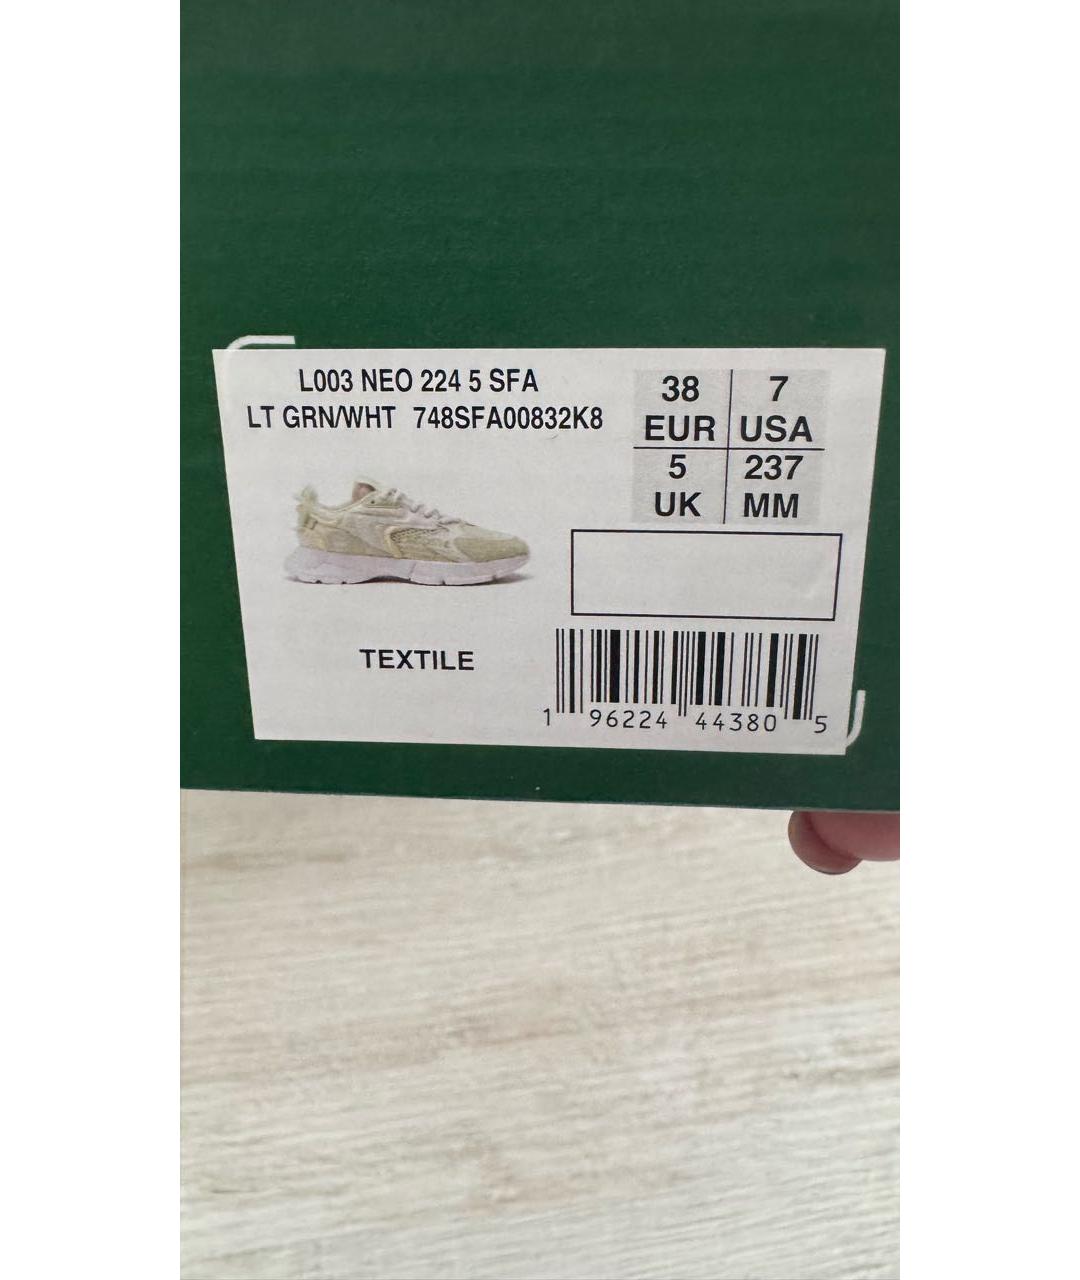 L003 NEO 224 5 SFA
LT GRN/WHT 748SFA00832K8
38 EUR
7 USA
5 UK
237 MM
TEXTILE
1 96224 44380 5